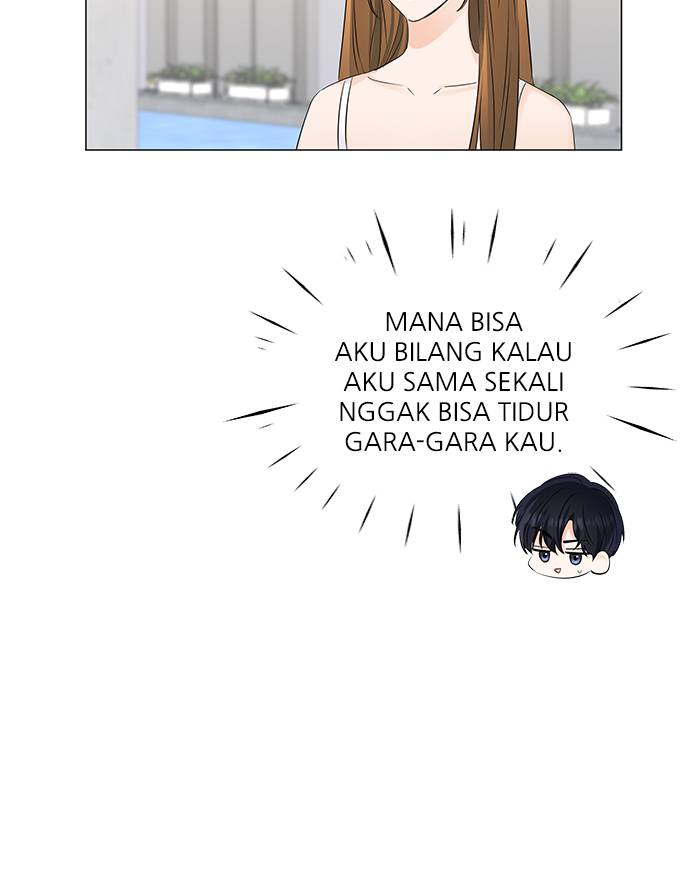 MANA BISA
AKU BILANG KALAU
AKU SAMA SEKALI
NGGAK BISA TIDUR
GARA-GARA KAU.